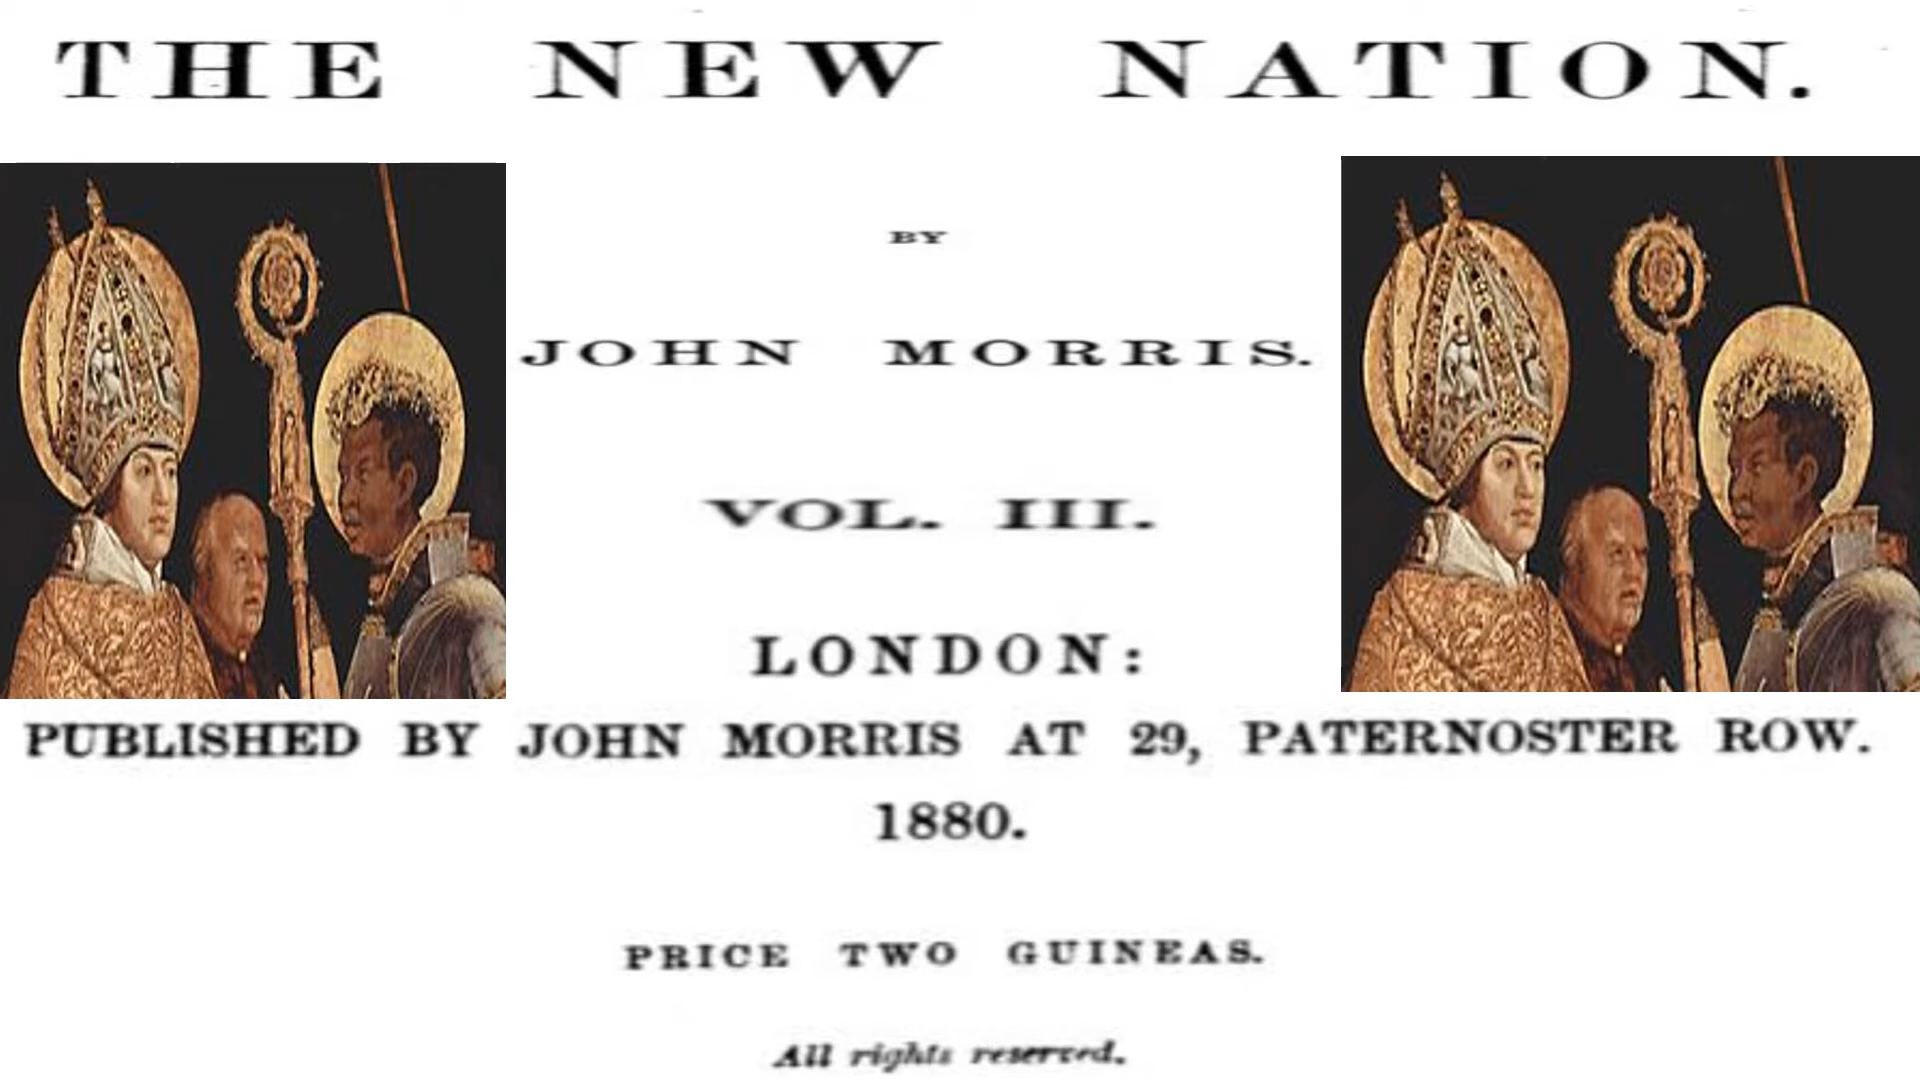 THE NEW NATION.
BY
JOHN MORRIS.
VOL. III.
LONDON:
PUBLISHED BY JOHN MORRIS AT 29, PATERNOSTER ROW.
1880.
PRICE TWO GUINEAS.
All rights reserved.